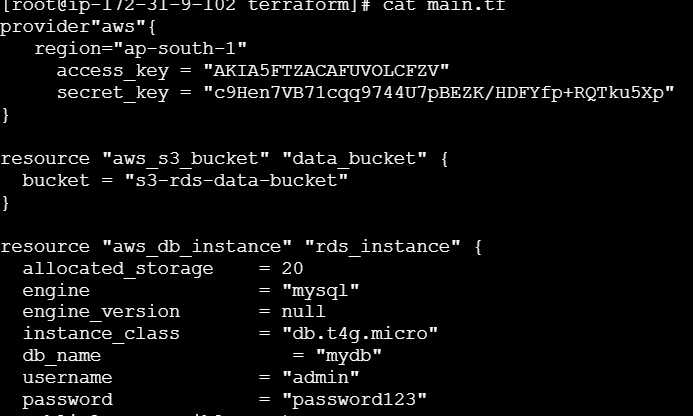 [root@ip-172-31-9-102 terraform]# cat main.tf
provider"aws"{
region="ap-south-1"
access_key = "AKIA5FTZACAFUVOLCFZV"
secret_key = "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"
}
resource "aws_s3_bucket" "data_bucket" {
bucket = "s3-rds-data-bucket"
}
resource "aws_db_instance" "rds_instance" {
allocated_storage = 20
engine = "mysql"
engine_version = null
instance_class = "db.t4g.micro"
db_name = "mydb"
username = "admin"
password = "password123"